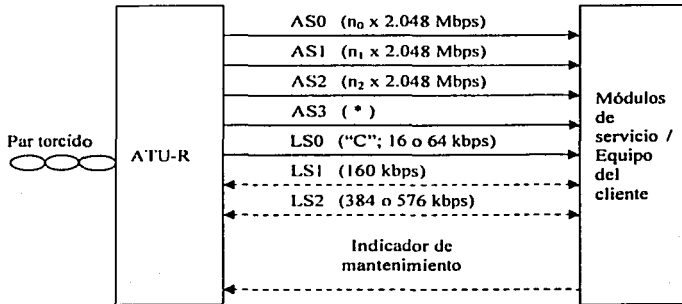 AS0 (n₀ x 2.048 Mbps)
AS1 (n₁ x 2.048 Mbps)
AS2 (n₂ x 2.048 Mbps)
AS3 ( * )
LS0 (“C”; 16 o 64 kbps)
LS1 (160 kbps)
LS2 (384 o 576 kbps)
Indicador de
mantenimiento
Par torcido
ATU-R
Módulos
de
servicio /
Equipo
del
cliente